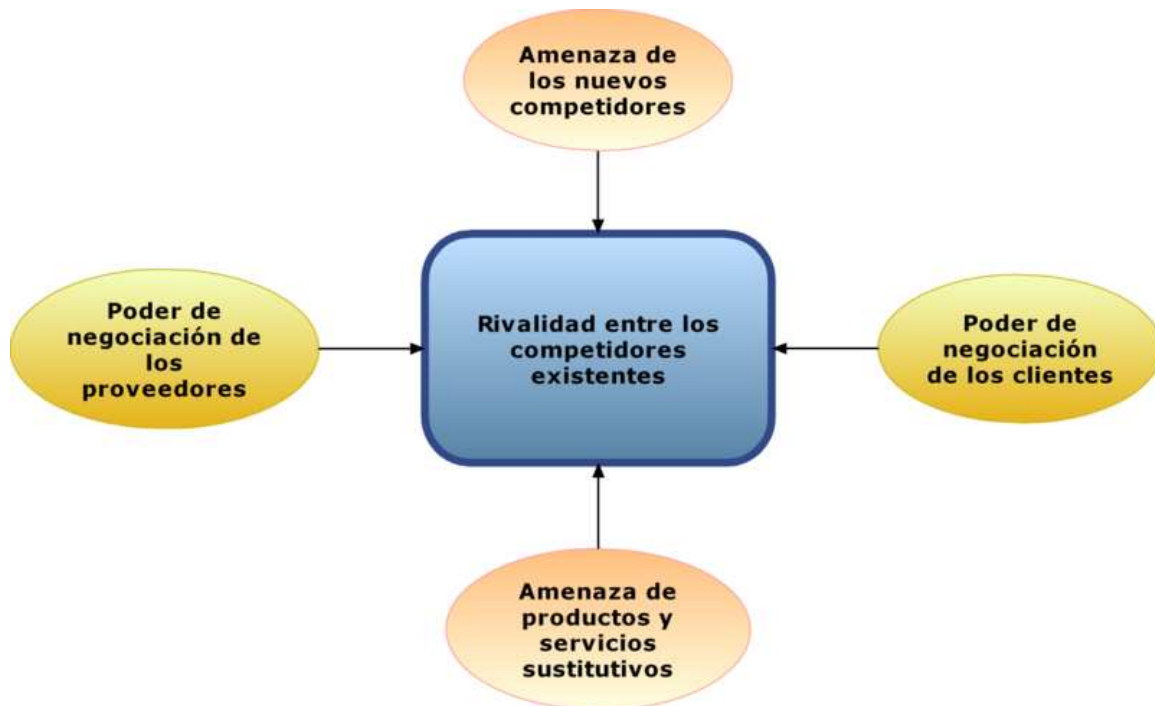 Amenaza de
los nuevos
competidores
Poder de
negociación de
los
proveedores
Rivalidad entre los
competidores
existentes
Poder de
negociación
de los clientes
Amenaza de
productos y
servicios
sustitutivos